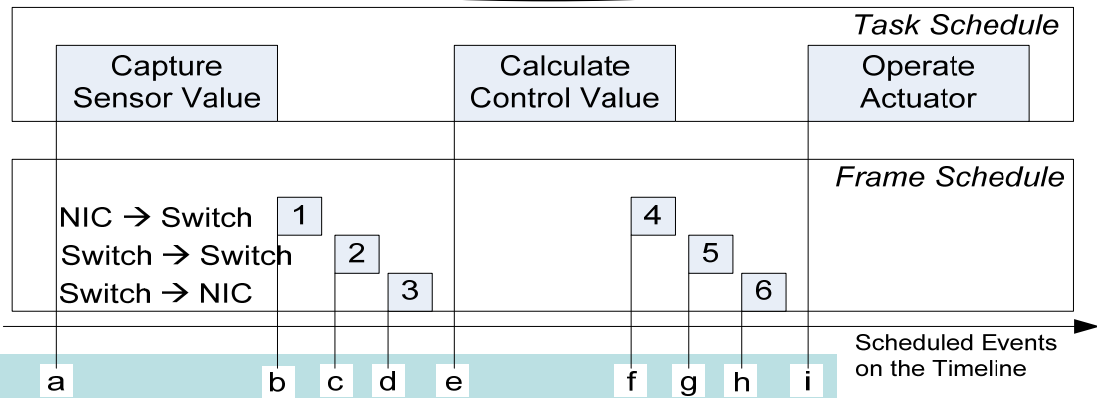 Task Schedule
Capture
Sensor Value
Calculate
Control Value
Operate
Actuator
Frame Schedule
NIC → Switch
1
4
Switch → Switch
2
5
Switch → NIC
3
6
Scheduled Events
on the Timeline
a b c d e f g h i